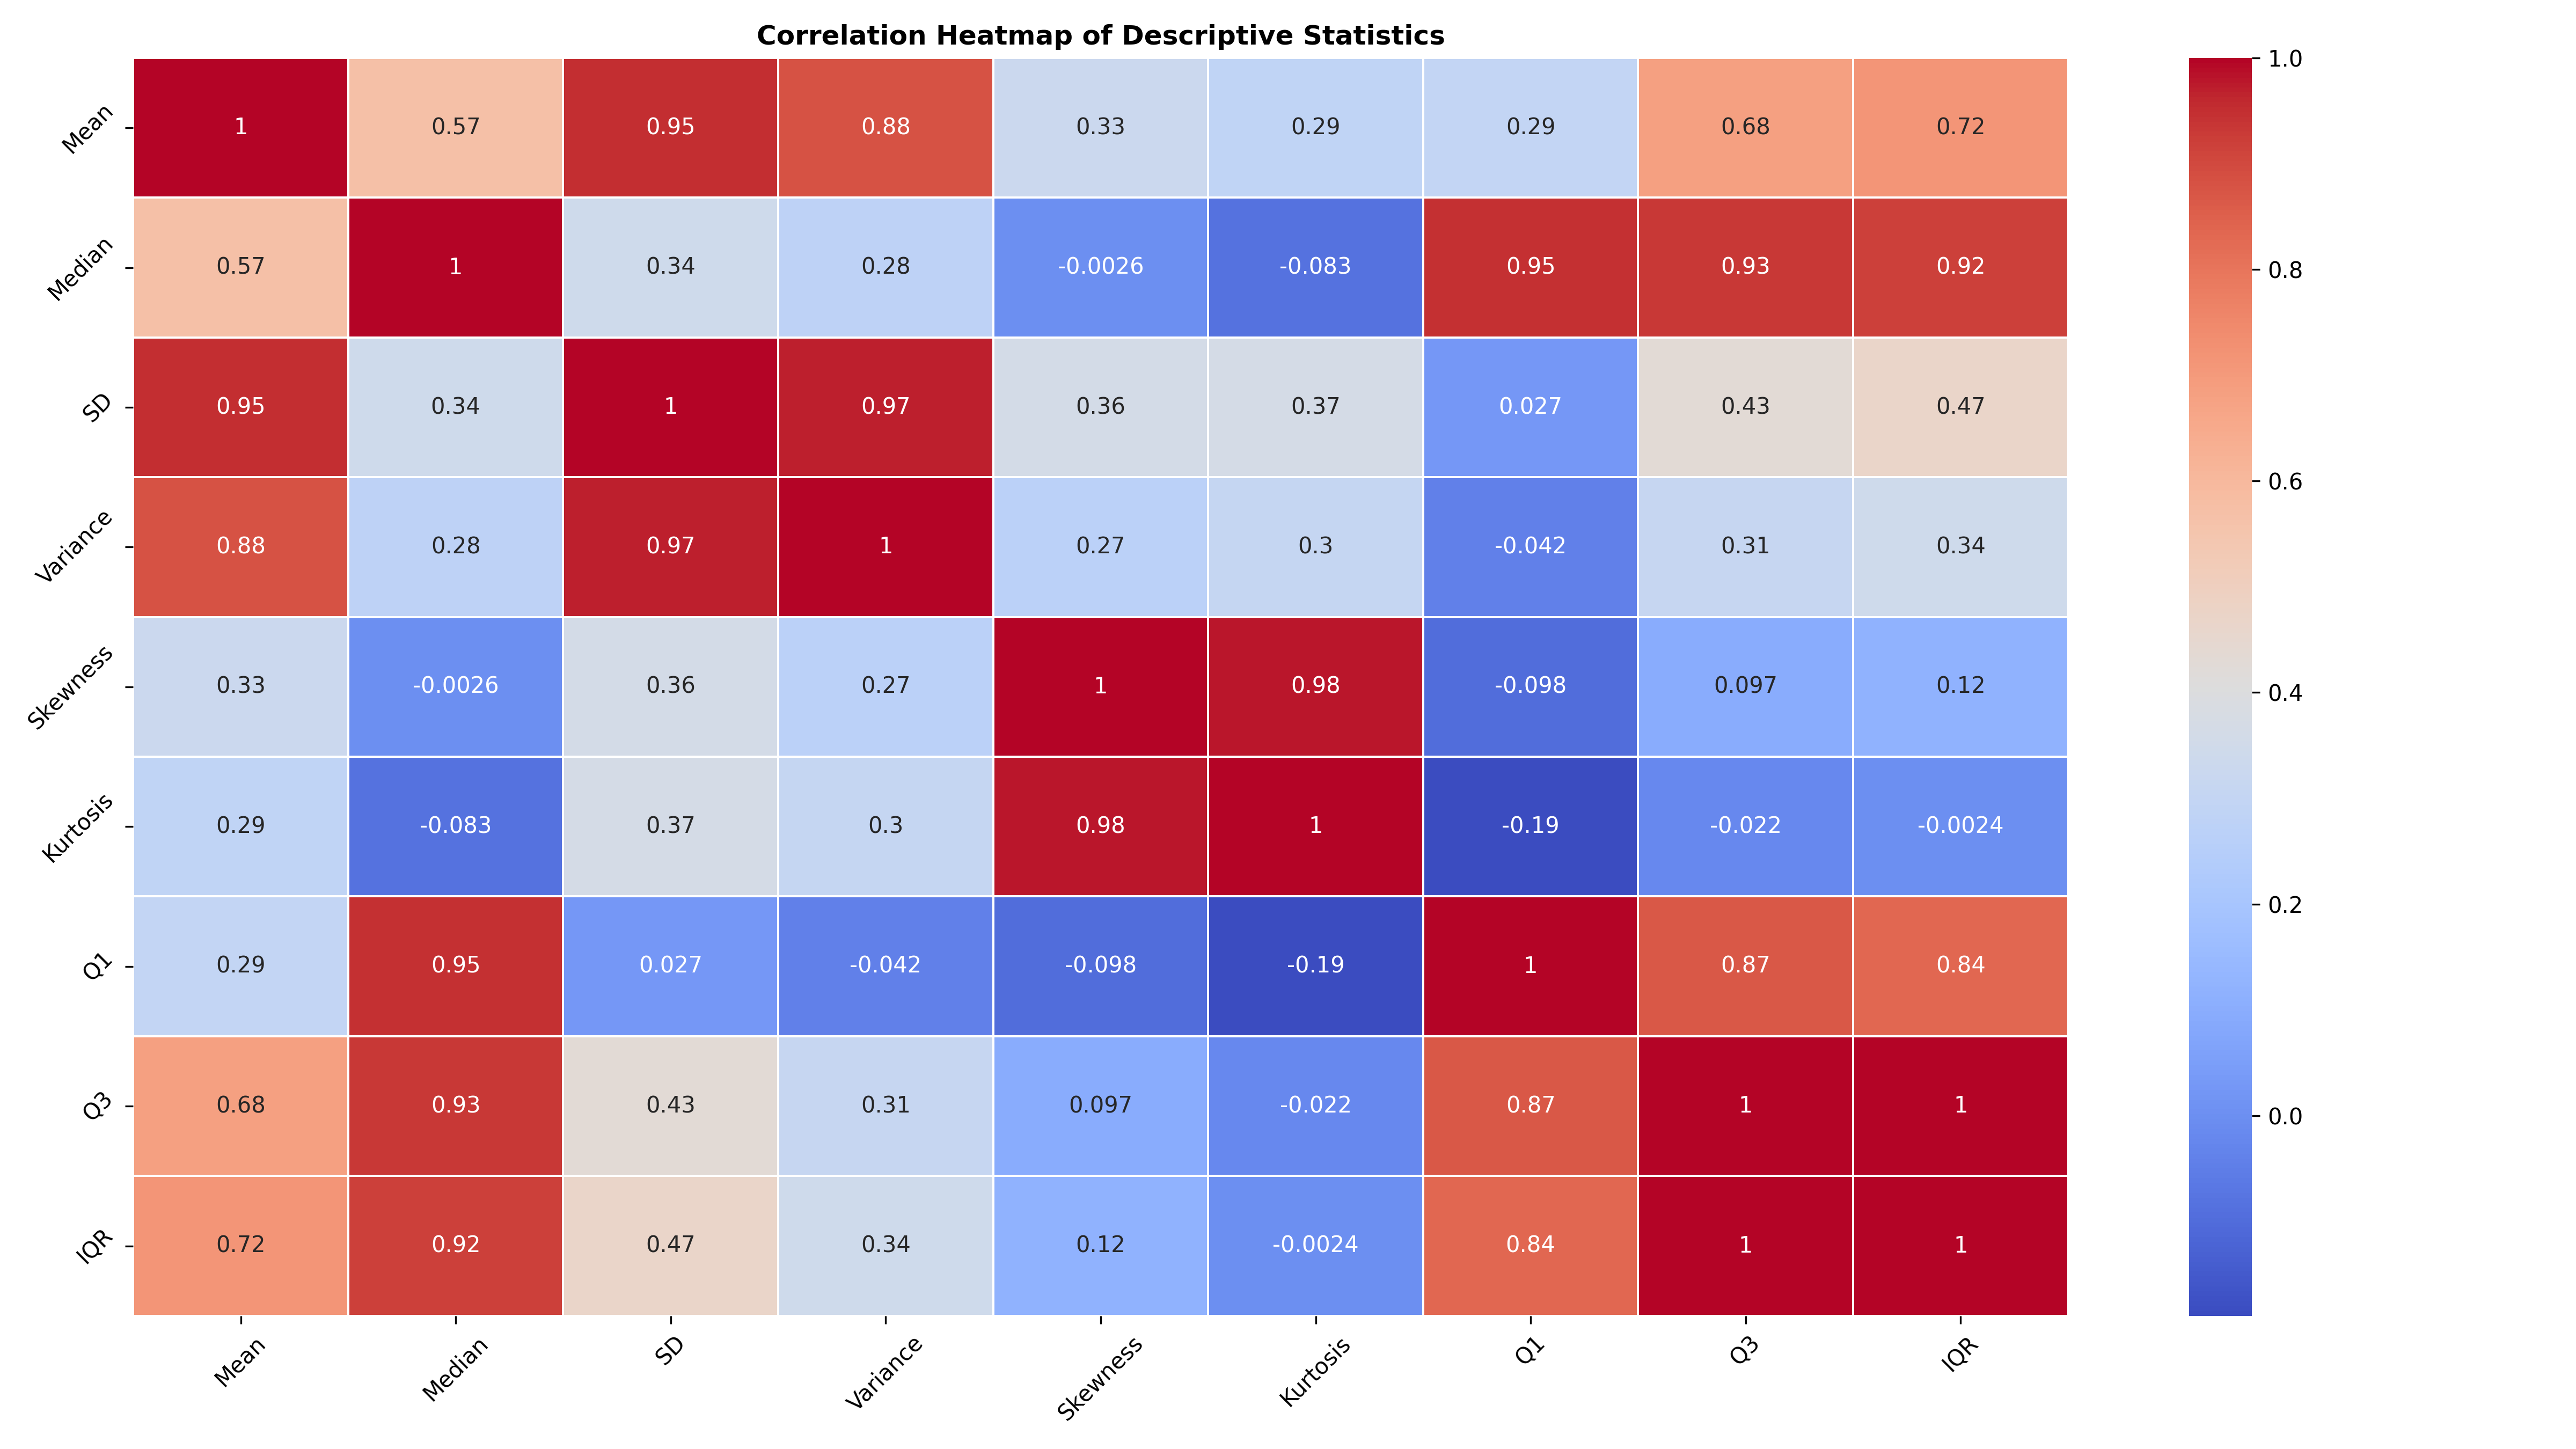 Correlation Heatmap of Descriptive Statistics
Mean 1 0.57 0.95 0.88 0.33 0.29 0.29 0.68 0.72
Median 0.57 1 0.34 0.28 -0.0026 -0.083 0.95 0.93 0.92
SD 0.95 0.34 1 0.97 0.36 0.37 0.027 0.43 0.47
Variance 0.88 0.28 0.97 1 0.27 0.3 -0.042 0.31 0.34
Skewness 0.33 -0.0026 0.36 0.27 1 0.98 -0.098 0.097 0.12
Kurtosis 0.29 -0.083 0.37 0.3 0.98 1 -0.19 -0.022 -0.0024
Q1 0.29 0.95 0.027 -0.042 -0.098 -0.19 1 0.87 0.84
Q3 0.68 0.93 0.43 0.31 0.097 -0.022 0.87 1 1
IQR 0.72 0.92 0.47 0.34 0.12 -0.0024 0.84 1 1
Mean Median SD Variance Skewness Kurtosis Q1 Q3 IQR
1.0
0.8
0.6
0.4
0.2
0.0